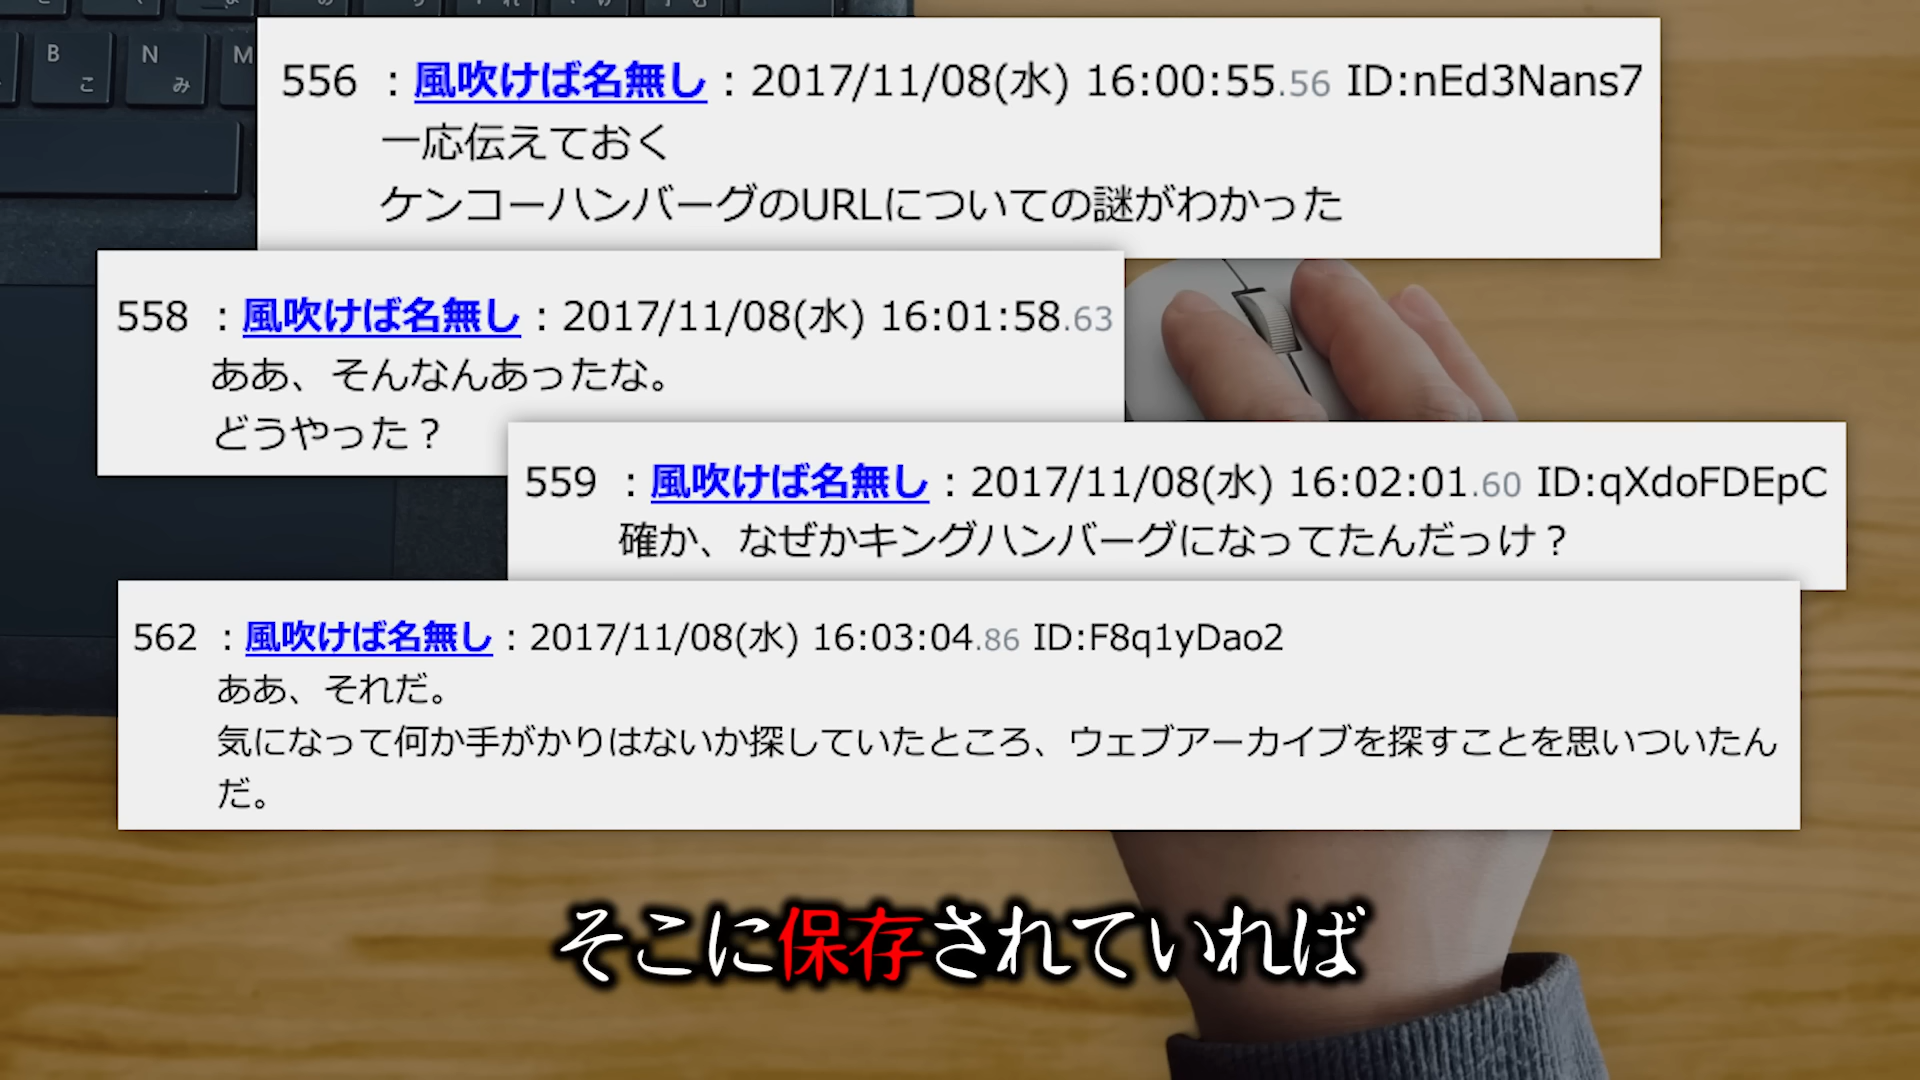 B
こ
N
み
M
556 ：風吹けば名無し：2017/11/08(水) 16:00:55.56 ID:nEd3Nans7
一応伝えておく
ケンコーハンバーグのURLについての謎がわかった
558 ：風吹けば名無し：2017/11/08(水) 16:01:58.63
ああ、そんなんあったな。
どうやった？
559 ：風吹けば名無し：2017/11/08(水) 16:02:01.60 ID:qXdoFDEpC
確か、なぜかキングハンバーグになってたんだっけ？
562 ：風吹けば名無し：2017/11/08(水) 16:03:04.86 ID:F8q1yDao2
ああ、それだ。
気になって何か手がかりはないか探していたところ、ウェブアーカイブを探すことを思いついたん
だ。
そこに保存されていれば